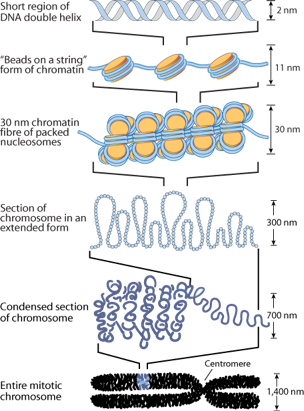 Short region of
DNA double helix
2 nm
"Beads on a string"
form of chromatin
11 nm
30 nm chromatin
fibre of packed
nucleosomes
30 nm
Section of
chromosome in an
extended form
300 nm
Condensed section
of chromosome
700 nm
Centromere
Entire mitotic
chromosome
1,400 nm